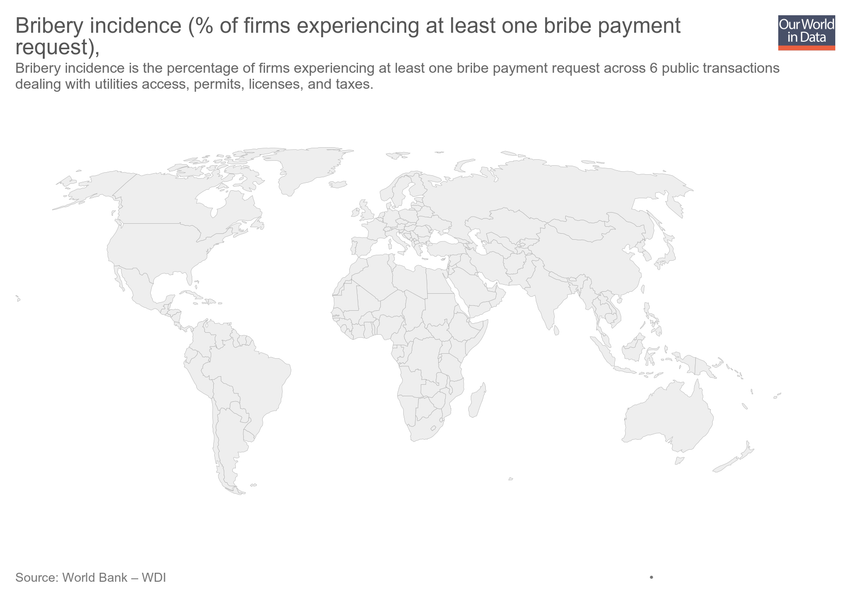 Bribery incidence (% of firms experiencing at least one bribe payment
request),
Our World
in Data
Bribery incidence is the percentage of firms experiencing at least one bribe payment request across 6 public transactions
dealing with utilities access, permits, licenses, and taxes.
Source: World Bank – WDI
•